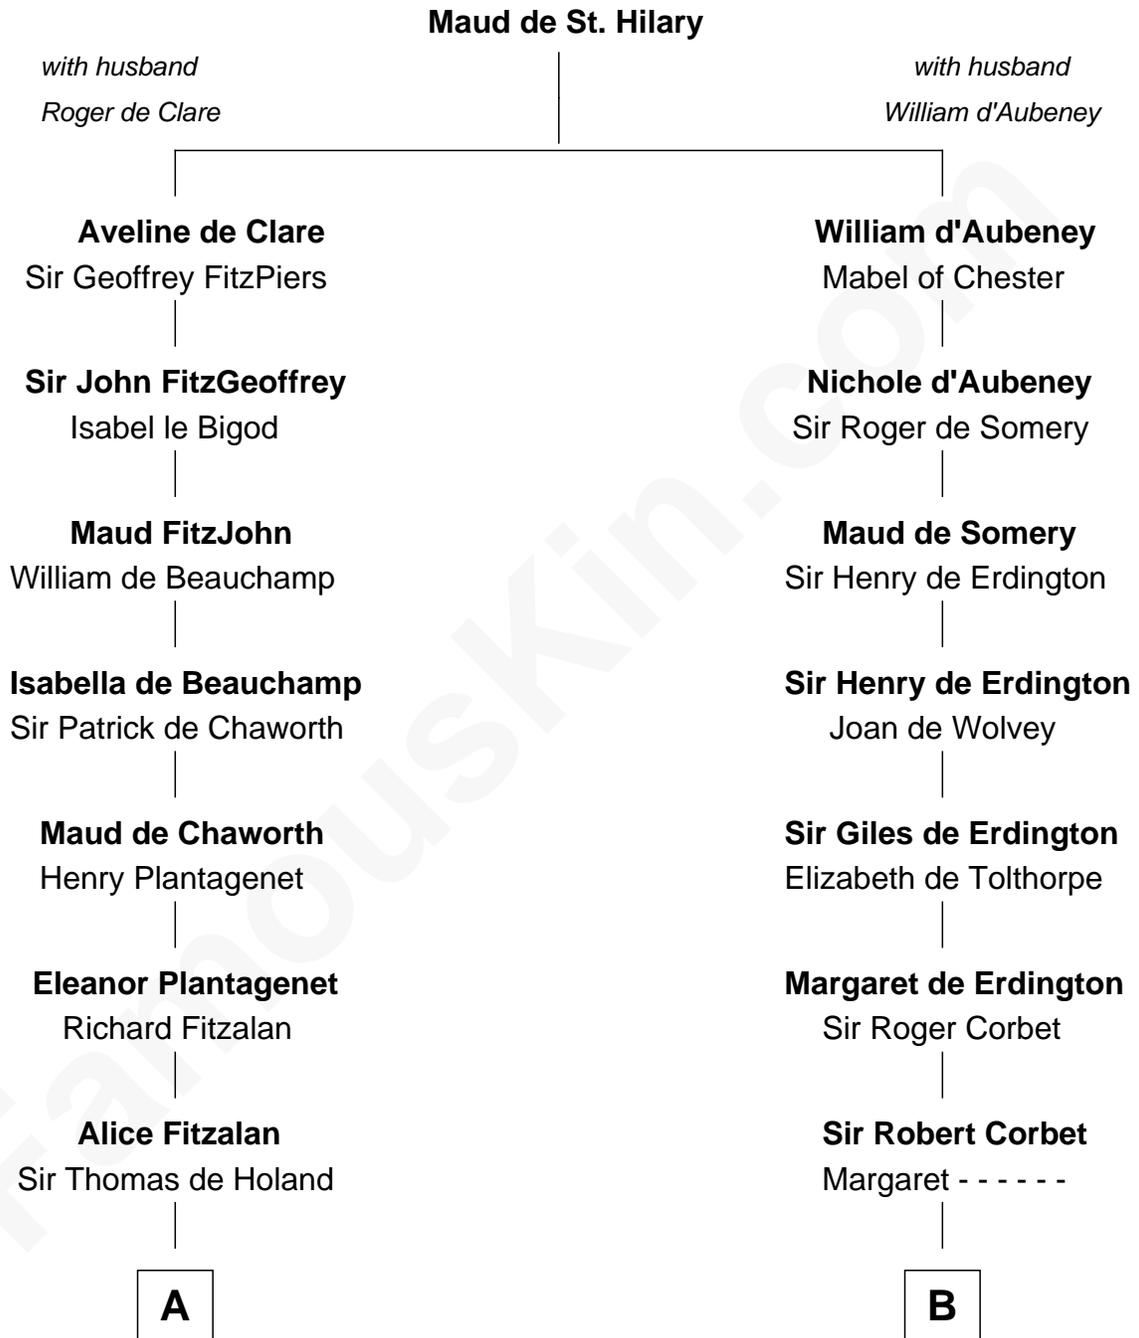 Maud de St. Hilary
with husband
Roger de Clare
with husband
William d'Aubeney
Aveline de Clare
Sir Geoffrey FitzPiers
Sir John FitzGeoffrey
Isabel le Bigod
Maud FitzJohn
William de Beauchamp
Isabella de Beauchamp
Sir Patrick de Chaworth
Maud de Chaworth
Henry Plantagenet
Eleanor Plantagenet
Richard Fitzalan
Alice Fitzalan
Sir Thomas de Holand
A
William d'Aubeney
Mabel of Chester
Nichole d'Aubeney
Sir Roger de Somery
Maud de Somery
Sir Henry de Erdington
Sir Henry de Erdington
Joan de Wolvey
Sir Giles de Erdington
Elizabeth de Tolthorpe
Margaret de Erdington
Sir Roger Corbet
Sir Robert Corbet
Margaret - - - - - -
B
FamousKin.com